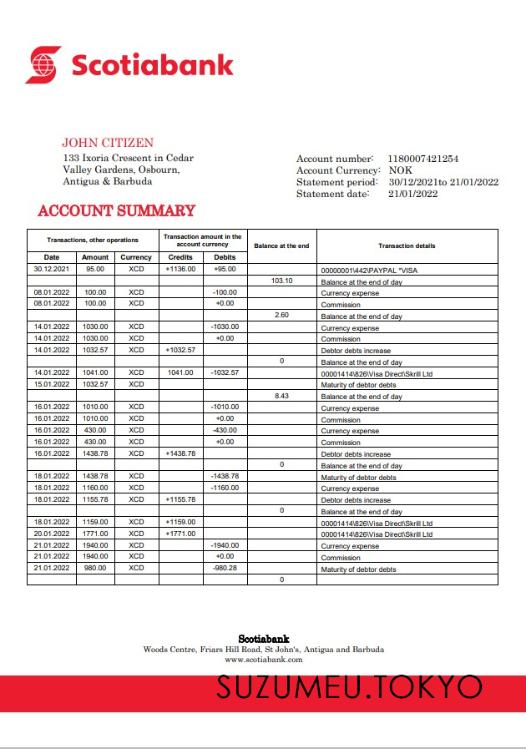 Scotiabank
JOHN CITIZEN
133 Ixoria Crescent in Cedar
Valley Gardens, Osbourn,
Antigua & Barbuda
Account number: 1180007421254
Account Currency: NOK
Statement period: 30/12/2021to 21/01/2022
Statement date: 21/01/2022
ACCOUNT SUMMARY
Transactions, other operations Transaction amount in the account currency Balance at the end Transaction details
Date Amount Currency Credits Debits
30.12.2021 95.00 XCD +1136.00 +95.00 00000001\442\PAYPAL "VISA
103.10 Balance at the end of day
08.01.2022 100.00 XCD -100.00 Currency expense
08.01.2022 100.00 XCD +0.00 Commission
2.60 Balance at the end of day
14.01.2022 1030.00 XCD -1030.00 Currency expense
14.01.2022 1030.00 XCD +0.00 Commission
14.01.2022 1032.57 XCD +1032.57 Debtor debts increase
0 Balance at the end of day
14.01.2022 1041.00 XCD 1041.00 -1032.57 00001414\826\Visa Direct\Skrill Ltd
15.01.2022 1032.57 XCD Maturity of debtor debts
8.43 Balance at the end of day
16.01.2022 1010.00 XCD -1010.00 Currency expense
16.01.2022 1010.00 XCD +0.00 Commission
16.01.2022 430.00 XCD -430.00 Currency expense
16.01.2022 430.00 XCD +0.00 Commission
16.01.2022 1438.78 XCD +1438.78 Debtor debts increase
0 Balance at the end of day
18.01.2022 1438.78 XCD -1438.78 Maturity of debtor debts
18.01.2022 1160.00 XCD -1160.00 Currency expense
18.01.2022 1155.78 XCD +1155.78 Debtor debts increase
0 Balance at the end of day
18.01.2022 1159.00 XCD +1159.00 00001414\826\Visa Direct\Skrill Ltd
20.01.2022 1771.00 XCD +1771.00 00001414\826\Visa Direct\Skrill Ltd
21.01.2022 1940.00 XCD -1940.00 Currency expense
21.01.2022 1940.00 XCD +0.00 Commission
21.01.2022 980.00 XCD -980.28 Maturity of debtor debts
0
Scotiabank
Woods Centre, Friars Hill Road, St John's, Antigua and Barbuda
www.scotiabank.com
SUZUMEU.TOKYO